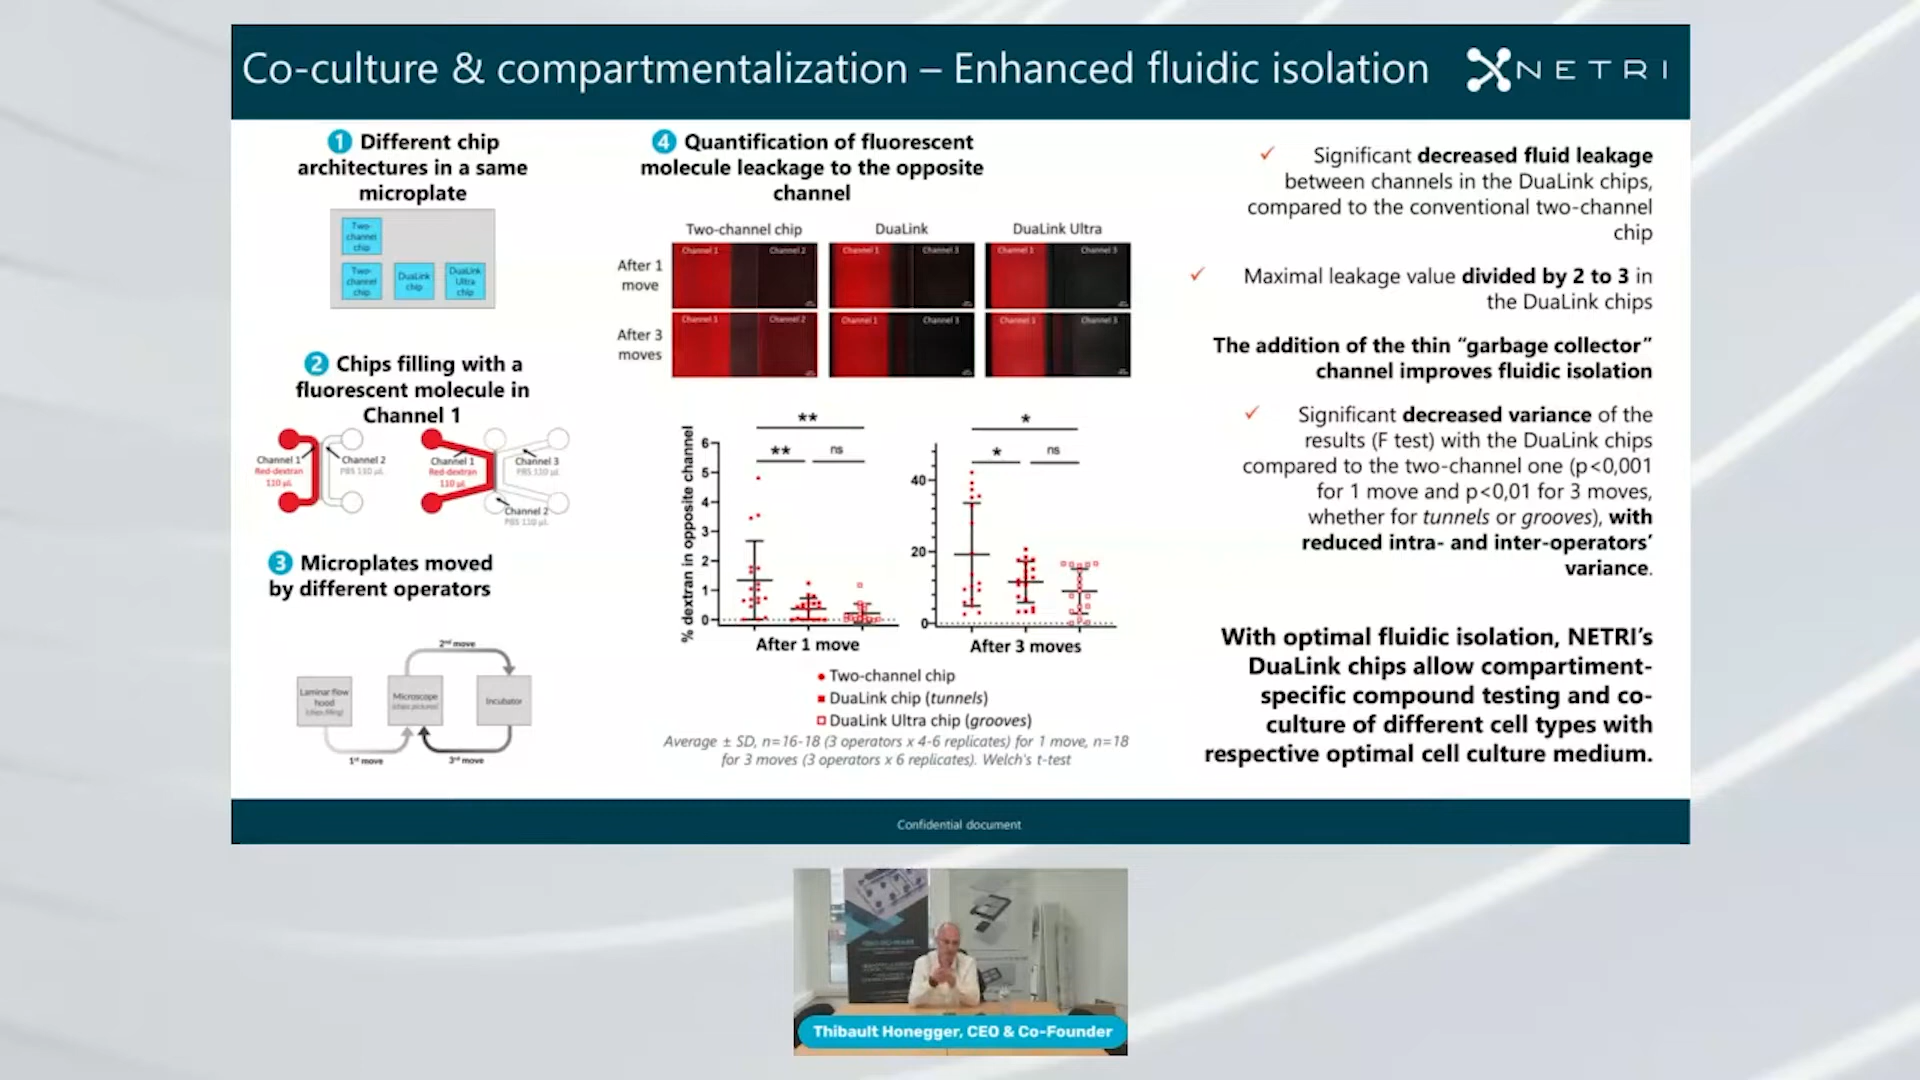 Co-culture & compartmentalization – Enhanced fluidic isolation
NETRI
1 Different chip
architectures in a same
microplate
Two-
channel
chip
Two-
channel
chip
DuaLink
chip
DuaLink
Ultra
chip
2 Chips filling with a
fluorescent molecule in
Channel 1
Channel 1
Red-dextran
110 µL
Channel 2
PBS 110 µL
Channel 1
Red-dextran
110 µL
Channel 3
PBS 110 µL
Channel 2
PBS 110 µL
3 Microplates moved
by different operators
2nd move
Laminar flow
hood
(chips filling)
Microscope
(chips pictures)
Incubator
1st move
3rd move
4 Quantification of fluorescent
molecule leackage to the opposite
channel
Two-channel chip
DuaLink
DuaLink Ultra
After 1
move
Channel 1
Channel 2
Channel 1
Channel 3
Channel 1
Channel 3
After 3
moves
Channel 1
Channel 2
Channel 1
Channel 3
Channel 1
Channel 3
% dextran in opposite channel
**
** ns
6
5
4
3
2
1
0
After 1 move
*
* ns
40
20
0
After 3 moves
Two-channel chip
DuaLink chip (tunnels)
DuaLink Ultra chip (grooves)
Average ± SD, n=16-18 (3 operators x 4-6 replicates) for 1 move, n=18
for 3 moves (3 operators x 6 replicates). Welch's t-test
✓ Significant decreased fluid leakage
between channels in the DuaLink chips,
compared to the conventional two-channel
chip
✓ Maximal leakage value divided by 2 to 3 in
the DuaLink chips
The addition of the thin “garbage collector”
channel improves fluidic isolation
✓ Significant decreased variance of the
results (F test) with the DuaLink chips
compared to the two-channel one (p<0,001
for 1 move and p<0,01 for 3 moves,
whether for tunnels or grooves), with
reduced intra- and inter-operators’
variance.
With optimal fluidic isolation, NETRI’s
DuaLink chips allow compartiment-
specific compound testing and co-
culture of different cell types with
respective optimal cell culture medium.
Confidential document
Thibault Honegger, CEO & Co-Founder